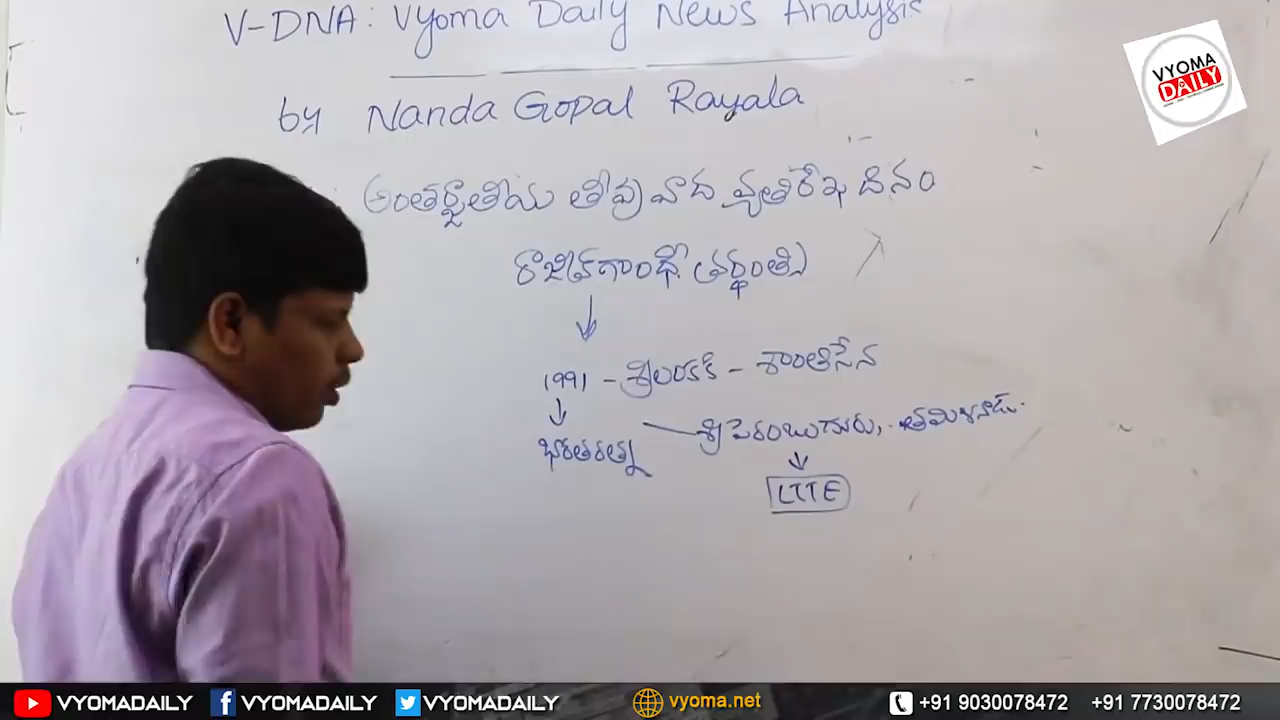 V-DNA: Vyoma Daily News Analysis
VYOMA
DAILY
by Nanda Gopal Rayala
అంతర్జాతీయ తీవ్రవాద వ్యతిరేఖ దినం
రాజీవ్‌గాంధీ వర్థంతి
1991 - శ్రీలంకకి - శాంతిసేన
భారతరత్న
శ్రీ పెరంబుదూరు, తమిళనాడు.
LTTE
VYOMADAILY VYOMADAILY VYOMADAILY vyoma.net +91 9030078472 +91 7730078472